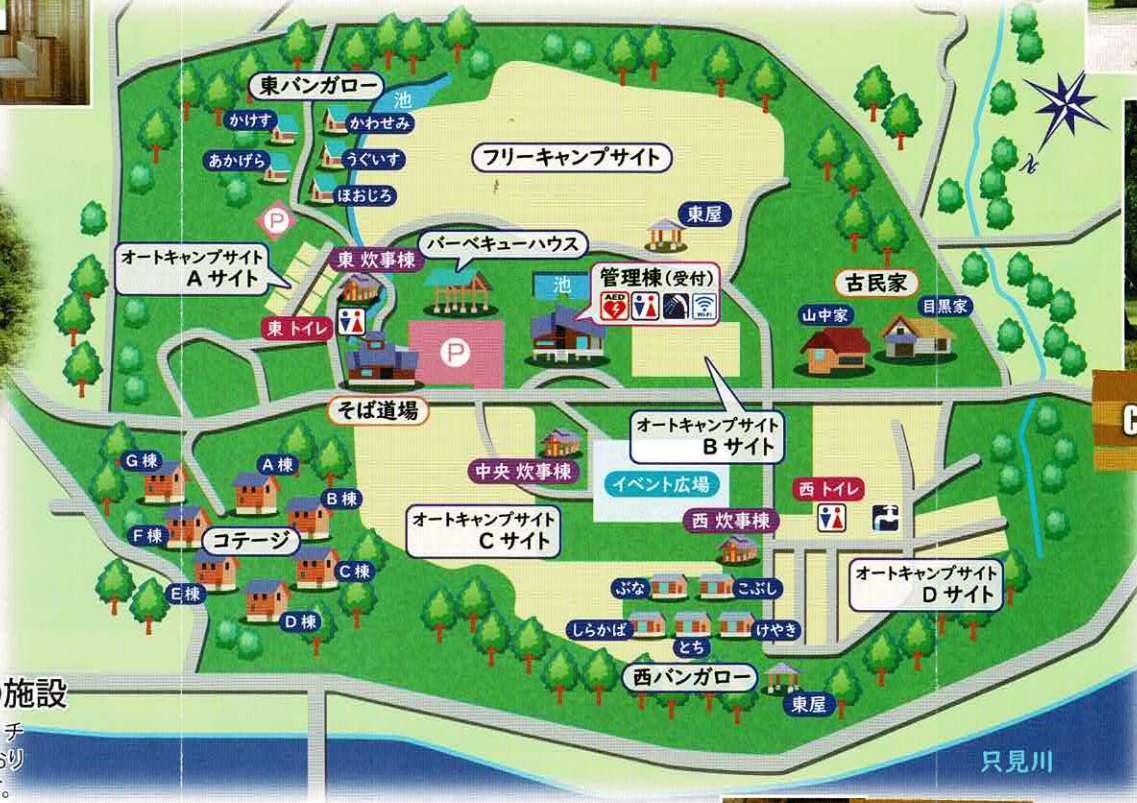 東バンガロー
池
かけす
かわせみ
あかげら
うぐいす
ほおじろ
フリーキャンプサイト
東屋
P
オートキャンプサイト
Aサイト
東 炊事棟
バーベキューハウス
池
管理棟(受付)
AED
Wi-Fi
古民家
山中家
目黒家
東 トイレ
P
そば道場
オートキャンプサイト
Bサイト
中央 炊事棟
イベント広場
西 トイレ
西 炊事棟
オートキャンプサイト
Cサイト
オートキャンプサイト
Dサイト
G棟
A棟
B棟
F棟
コテージ
C棟
E棟
D棟
ぶな
こぶし
しらかば
とち
けやき
西バンガロー
東屋
只見川
N
の施設
チ
おり
。